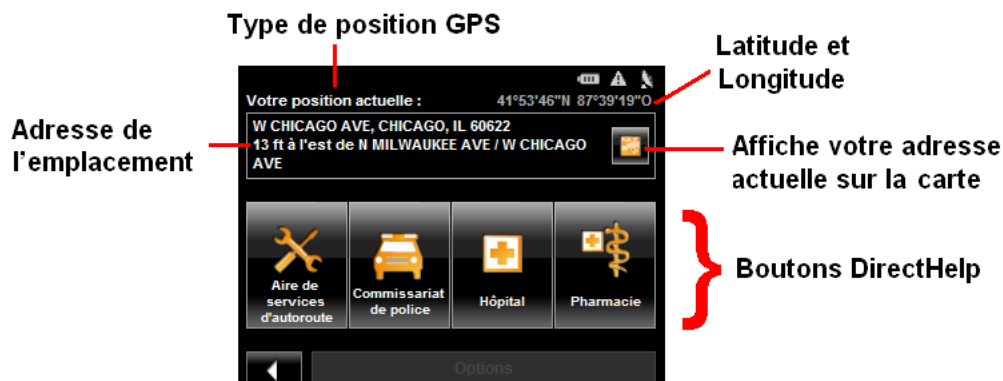 Type de position GPS
Latitude et
Longitude
Votre position actuelle :
41°53'46"N 87°39'19"O
Adresse de
l'emplacement
W CHICAGO AVE, CHICAGO, IL 60622
13 ft à l'est de N MILWAUKEE AVE / W CHICAGO
AVE
Affiche votre adresse
actuelle sur la carte
Aire de
services
d'autoroute
Commissariat
de police
Hôpital
Pharmacie
Boutons DirectHelp
Options